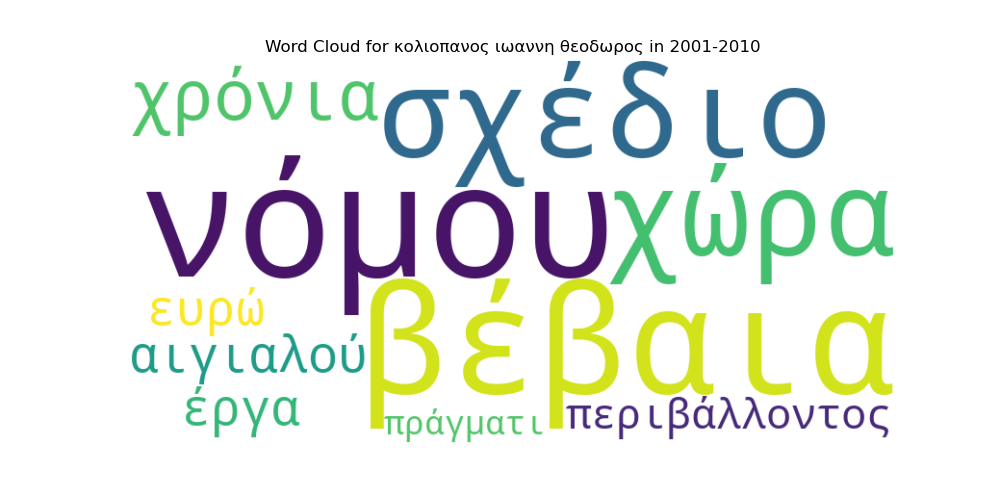 Word Cloud for κολιοπανος ιωαννη θεοδωρος in 2001-2010
χρόνια
σχέδιο
νόμου
χώρα
ευρώ
βέβαια
αιγιαλού
έργα
πράγματι
περιβάλλοντος